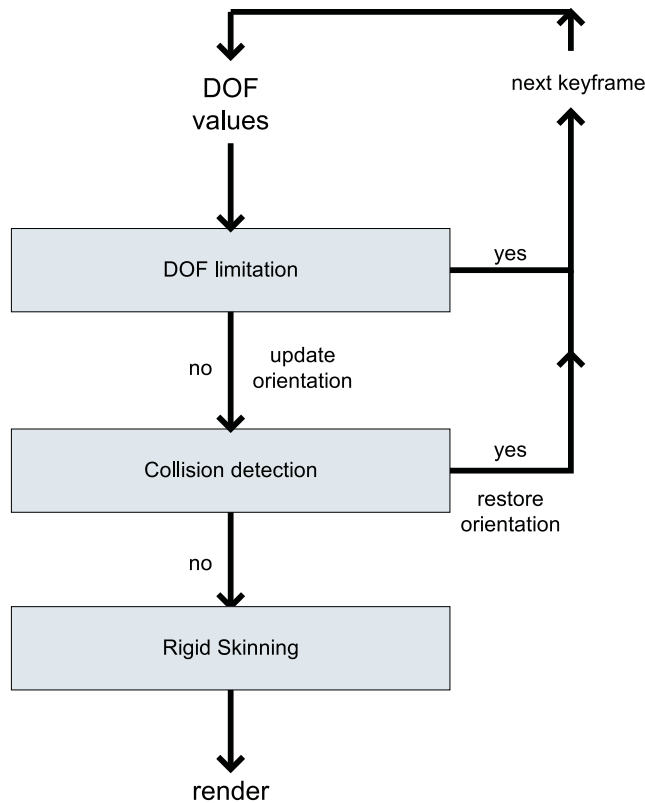 DOF
values
next keyframe
DOF limitation
yes
no
update
orientation
Collision detection
yes
restore
orientation
no
Rigid Skinning
render